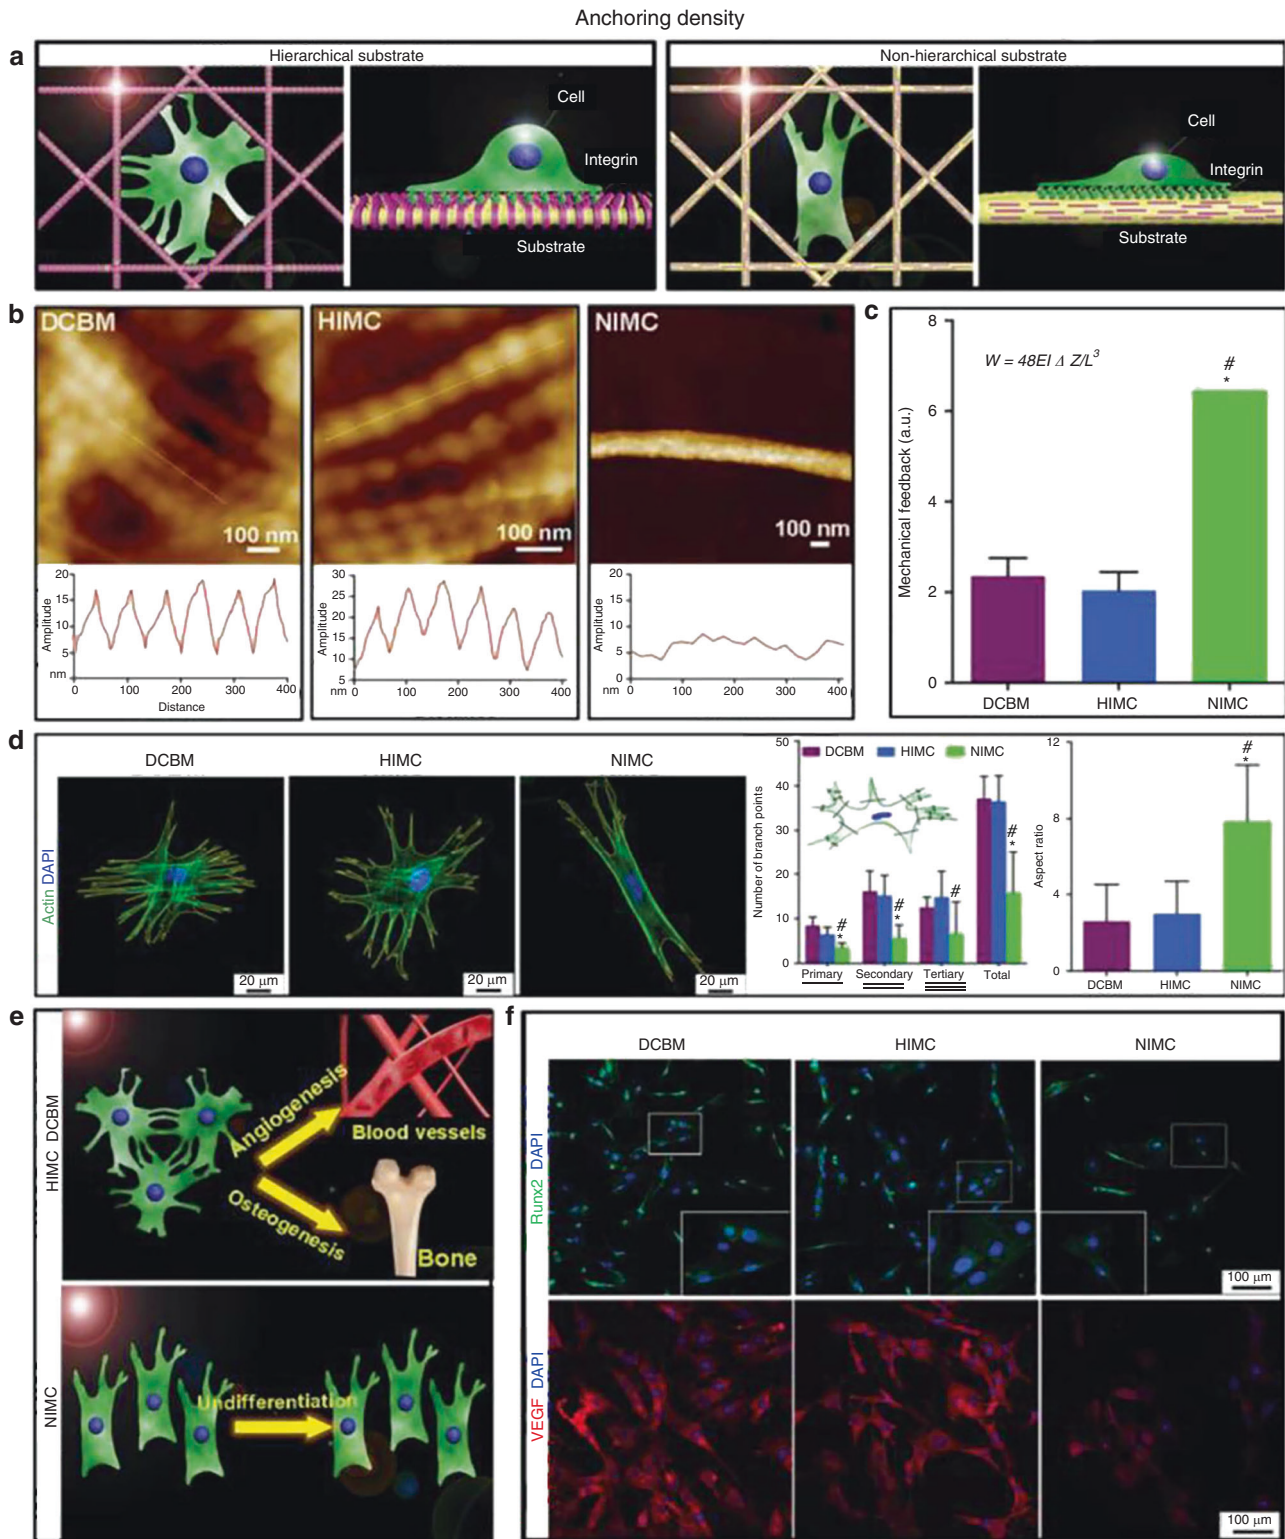 Anchoring density
a
Hierarchical substrate
Non-hierarchical substrate
Cell
Integrin
Substrate
Cell
Integrin
Substrate
b
DCBM
HIMC
NIMC
100 nm
100 nm
100 nm
Amplitude
20
15
10
5
nm
0
100
200
300
400
Distance
Amplitude
30
25
20
15
10
5
nm
0
100
200
300
400
Amplitude
20
15
10
5
0
nm
0
100
200
300
400
c
W = 48EI Δ Z/L³
Mechanical feedback (a.u.)
8
6
4
2
0
#
*
DCBM
HIMC
NIMC
d
DCBM
HIMC
NIMC
Actin DAPI
20 μm
20 μm
20 μm
Number of branch points
50
40
30
20
10
0
DCBM
HIMC
NIMC
#
*
#
*
#
#
*
Primary
Secondary
Tertiary
Total
Aspect ratio
12
8
4
0
#
*
DCBM
HIMC
NIMC
e
HIMC DCBM
Angiogenesis
Blood vessels
Osteogenesis
Bone
NIMC
Undifferentiation
f
DCBM
HIMC
NIMC
Runx2 DAPI
100 μm
VEGF DAPI
100 μm